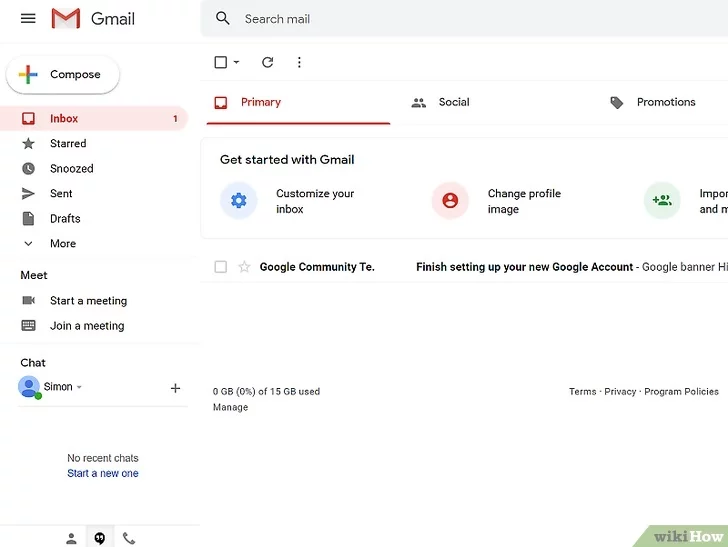 Gmail
Search mail
Compose
Primary
Social
Promotions
Inbox 1
Starred
Snoozed
Sent
Drafts
More
Get started with Gmail
Customize your
inbox
Change profile
image
Impor
and m
Google Community Te. Finish setting up your new Google Account - Google banner Hi
Meet
Start a meeting
Join a meeting
Chat
Simon
No recent chats
Start a new one
0 GB (0%) of 15 GB used
Manage
Terms · Privacy · Program Policies
wikiHow